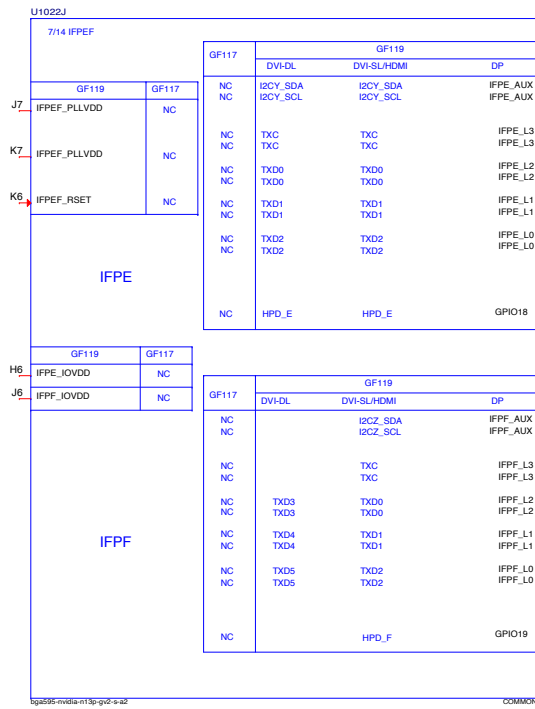 U1022J
7/14 IFPEF
GF119 GF117
J7 IFPEF_PLLVDD NC
K7 IFPEF_PLLVDD NC
K6 IFPEF_RSET NC
IFPE
GF117 GF119
DVI-DL DVI-SL/HDMI DP
NC I2CY_SDA I2CY_SDA IFPE_AUX
NC I2CY_SCL I2CY_SCL IFPE_AUX
NC TXC TXC IFPE_L3
NC TXC TXC IFPE_L3
NC TXD0 TXD0 IFPE_L2
NC TXD0 TXD0 IFPE_L2
NC TXD1 TXD1 IFPE_L1
NC TXD1 TXD1 IFPE_L1
NC TXD2 TXD2 IFPE_L0
NC TXD2 TXD2 IFPE_L0
NC HPD_E HPD_E GPIO18
GF119 GF117
H6 IFPE_IOVDD NC
J6 IFPF_IOVDD NC
IFPF
GF117 GF119
DVI-DL DVI-SL/HDMI DP
NC I2CZ_SDA IFPF_AUX
NC I2CZ_SCL IFPF_AUX
NC TXC IFPF_L3
NC TXC IFPF_L3
NC TXD3 TXD0 IFPF_L2
NC TXD3 TXD0 IFPF_L2
NC TXD4 TXD1 IFPF_L1
NC TXD4 TXD1 IFPF_L1
NC TXD5 TXD2 IFPF_L0
NC TXD5 TXD2 IFPF_L0
NC HPD_F GPIO19
bga595-nvidia-n13p-gv2-s-a2 COMMON